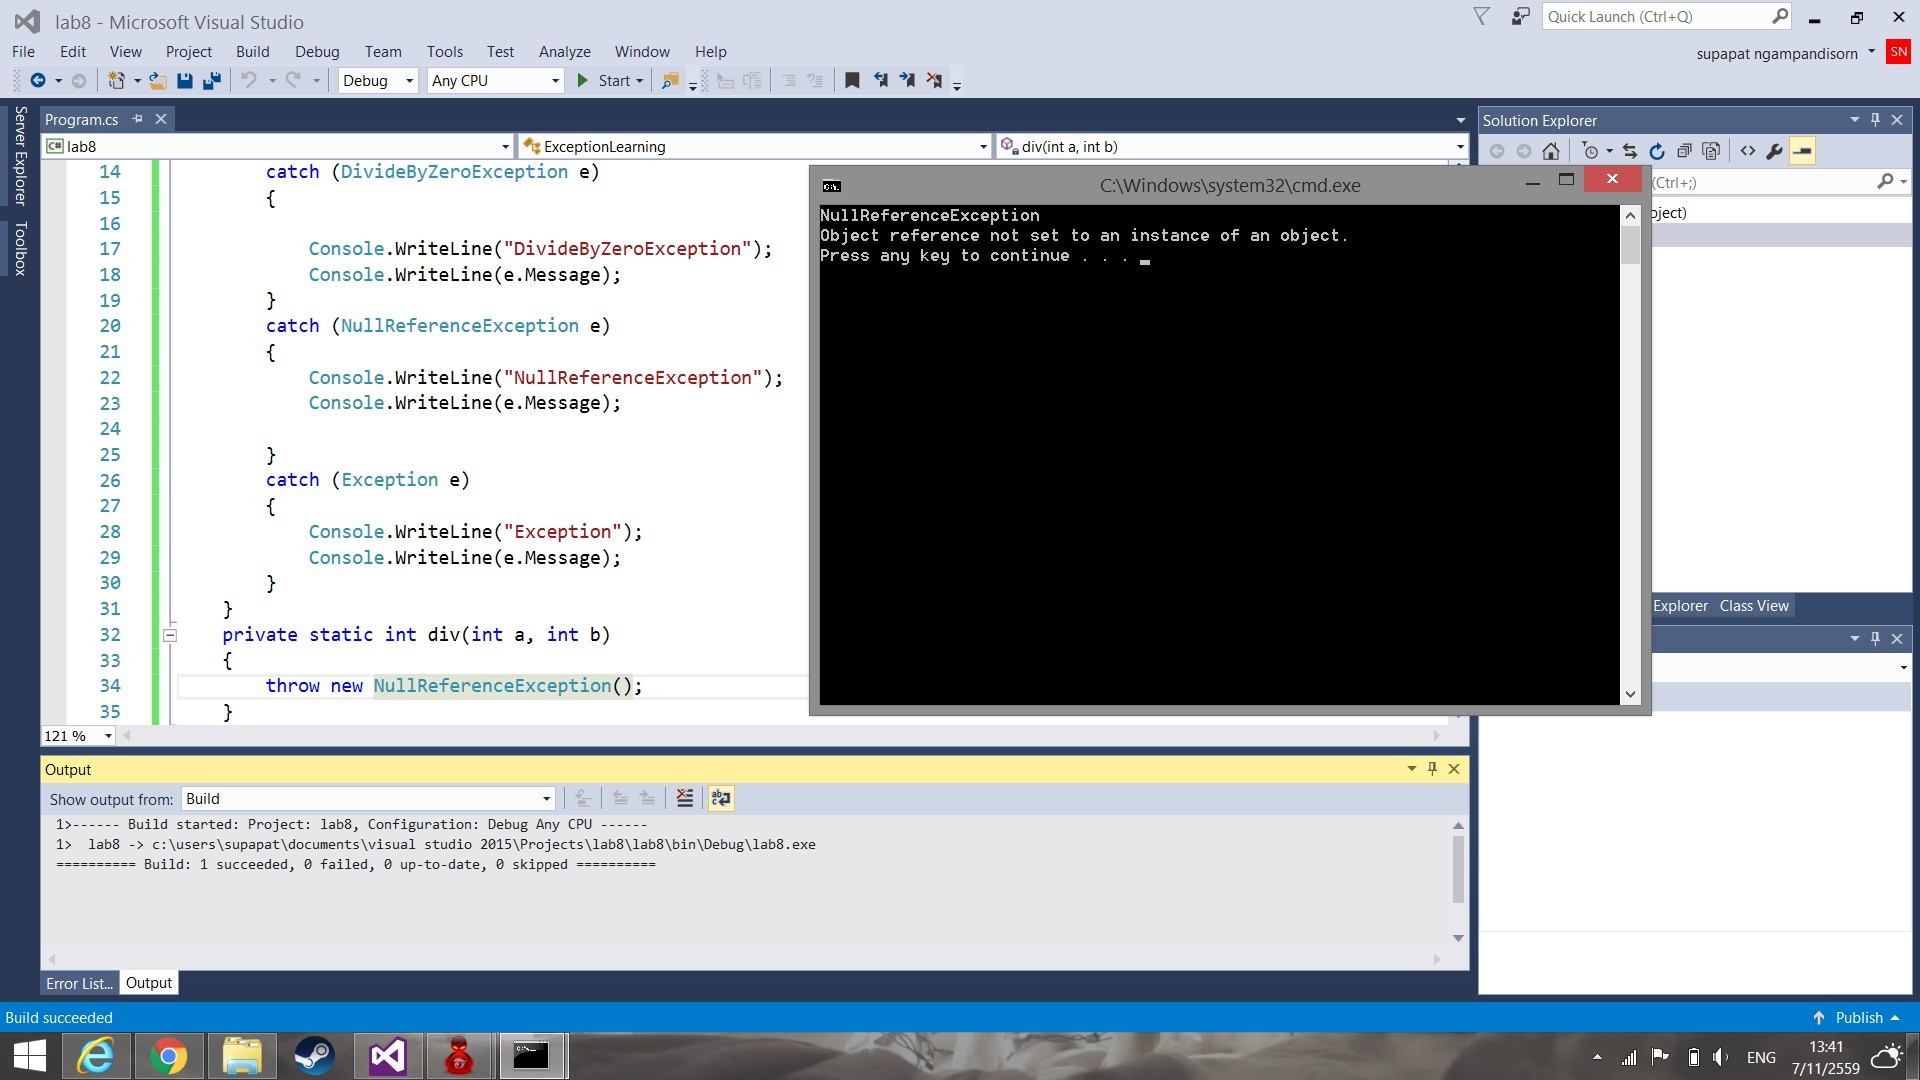 lab8 - Microsoft Visual Studio
Quick Launch (Ctrl+Q)
File Edit View Project Build Debug Team Tools Test Analyze Window Help
supapat ngampandisorn SN
Debug Any CPU Start
Server Explorer
Toolbox
Program.cs
C# lab8 ExceptionLearning div(int a, int b)
14 catch (DivideByZeroException e)
15 {
16
17 Console.WriteLine("DivideByZeroException");
18 Console.WriteLine(e.Message);
19 }
20 catch (NullReferenceException e)
21 {
22 Console.WriteLine("NullReferenceException");
23 Console.WriteLine(e.Message);
24
25 }
26 catch (Exception e)
27 {
28 Console.WriteLine("Exception");
29 Console.WriteLine(e.Message);
30 }
31 }
32 private static int div(int a, int b)
33 {
34 throw new NullReferenceException();
35 }
121 %
C:\Windows\system32\cmd.exe
NullReferenceException
Object reference not set to an instance of an object.
Press any key to continue . . .
Solution Explorer
(Ctrl+;)
oject)
Explorer Class View
Output
Show output from: Build
1>------ Build started: Project: lab8, Configuration: Debug Any CPU ------
1> lab8 -> c:\users\supapat\documents\visual studio 2015\Projects\lab8\lab8\bin\Debug\lab8.exe
========== Build: 1 succeeded, 0 failed, 0 up-to-date, 0 skipped ==========
Error List... Output
Build succeeded
Publish
ENG
13:41
7/11/2559